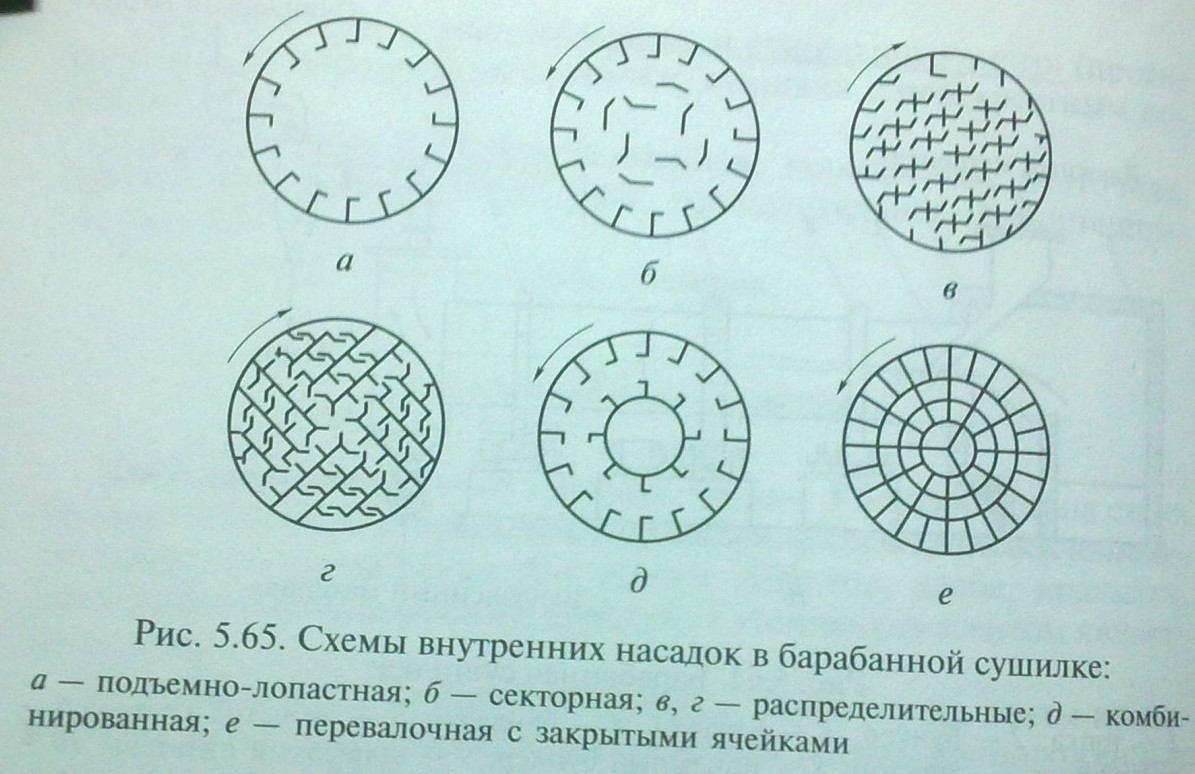 а
б
в
г
д
е
Рис. 5.65. Схемы внутренних насадок в барабанной сушилке:
а — подъемно-лопастная; б — секторная; в, г — распределительные; д — комби-
нированная; е — перевалочная с закрытыми ячейками